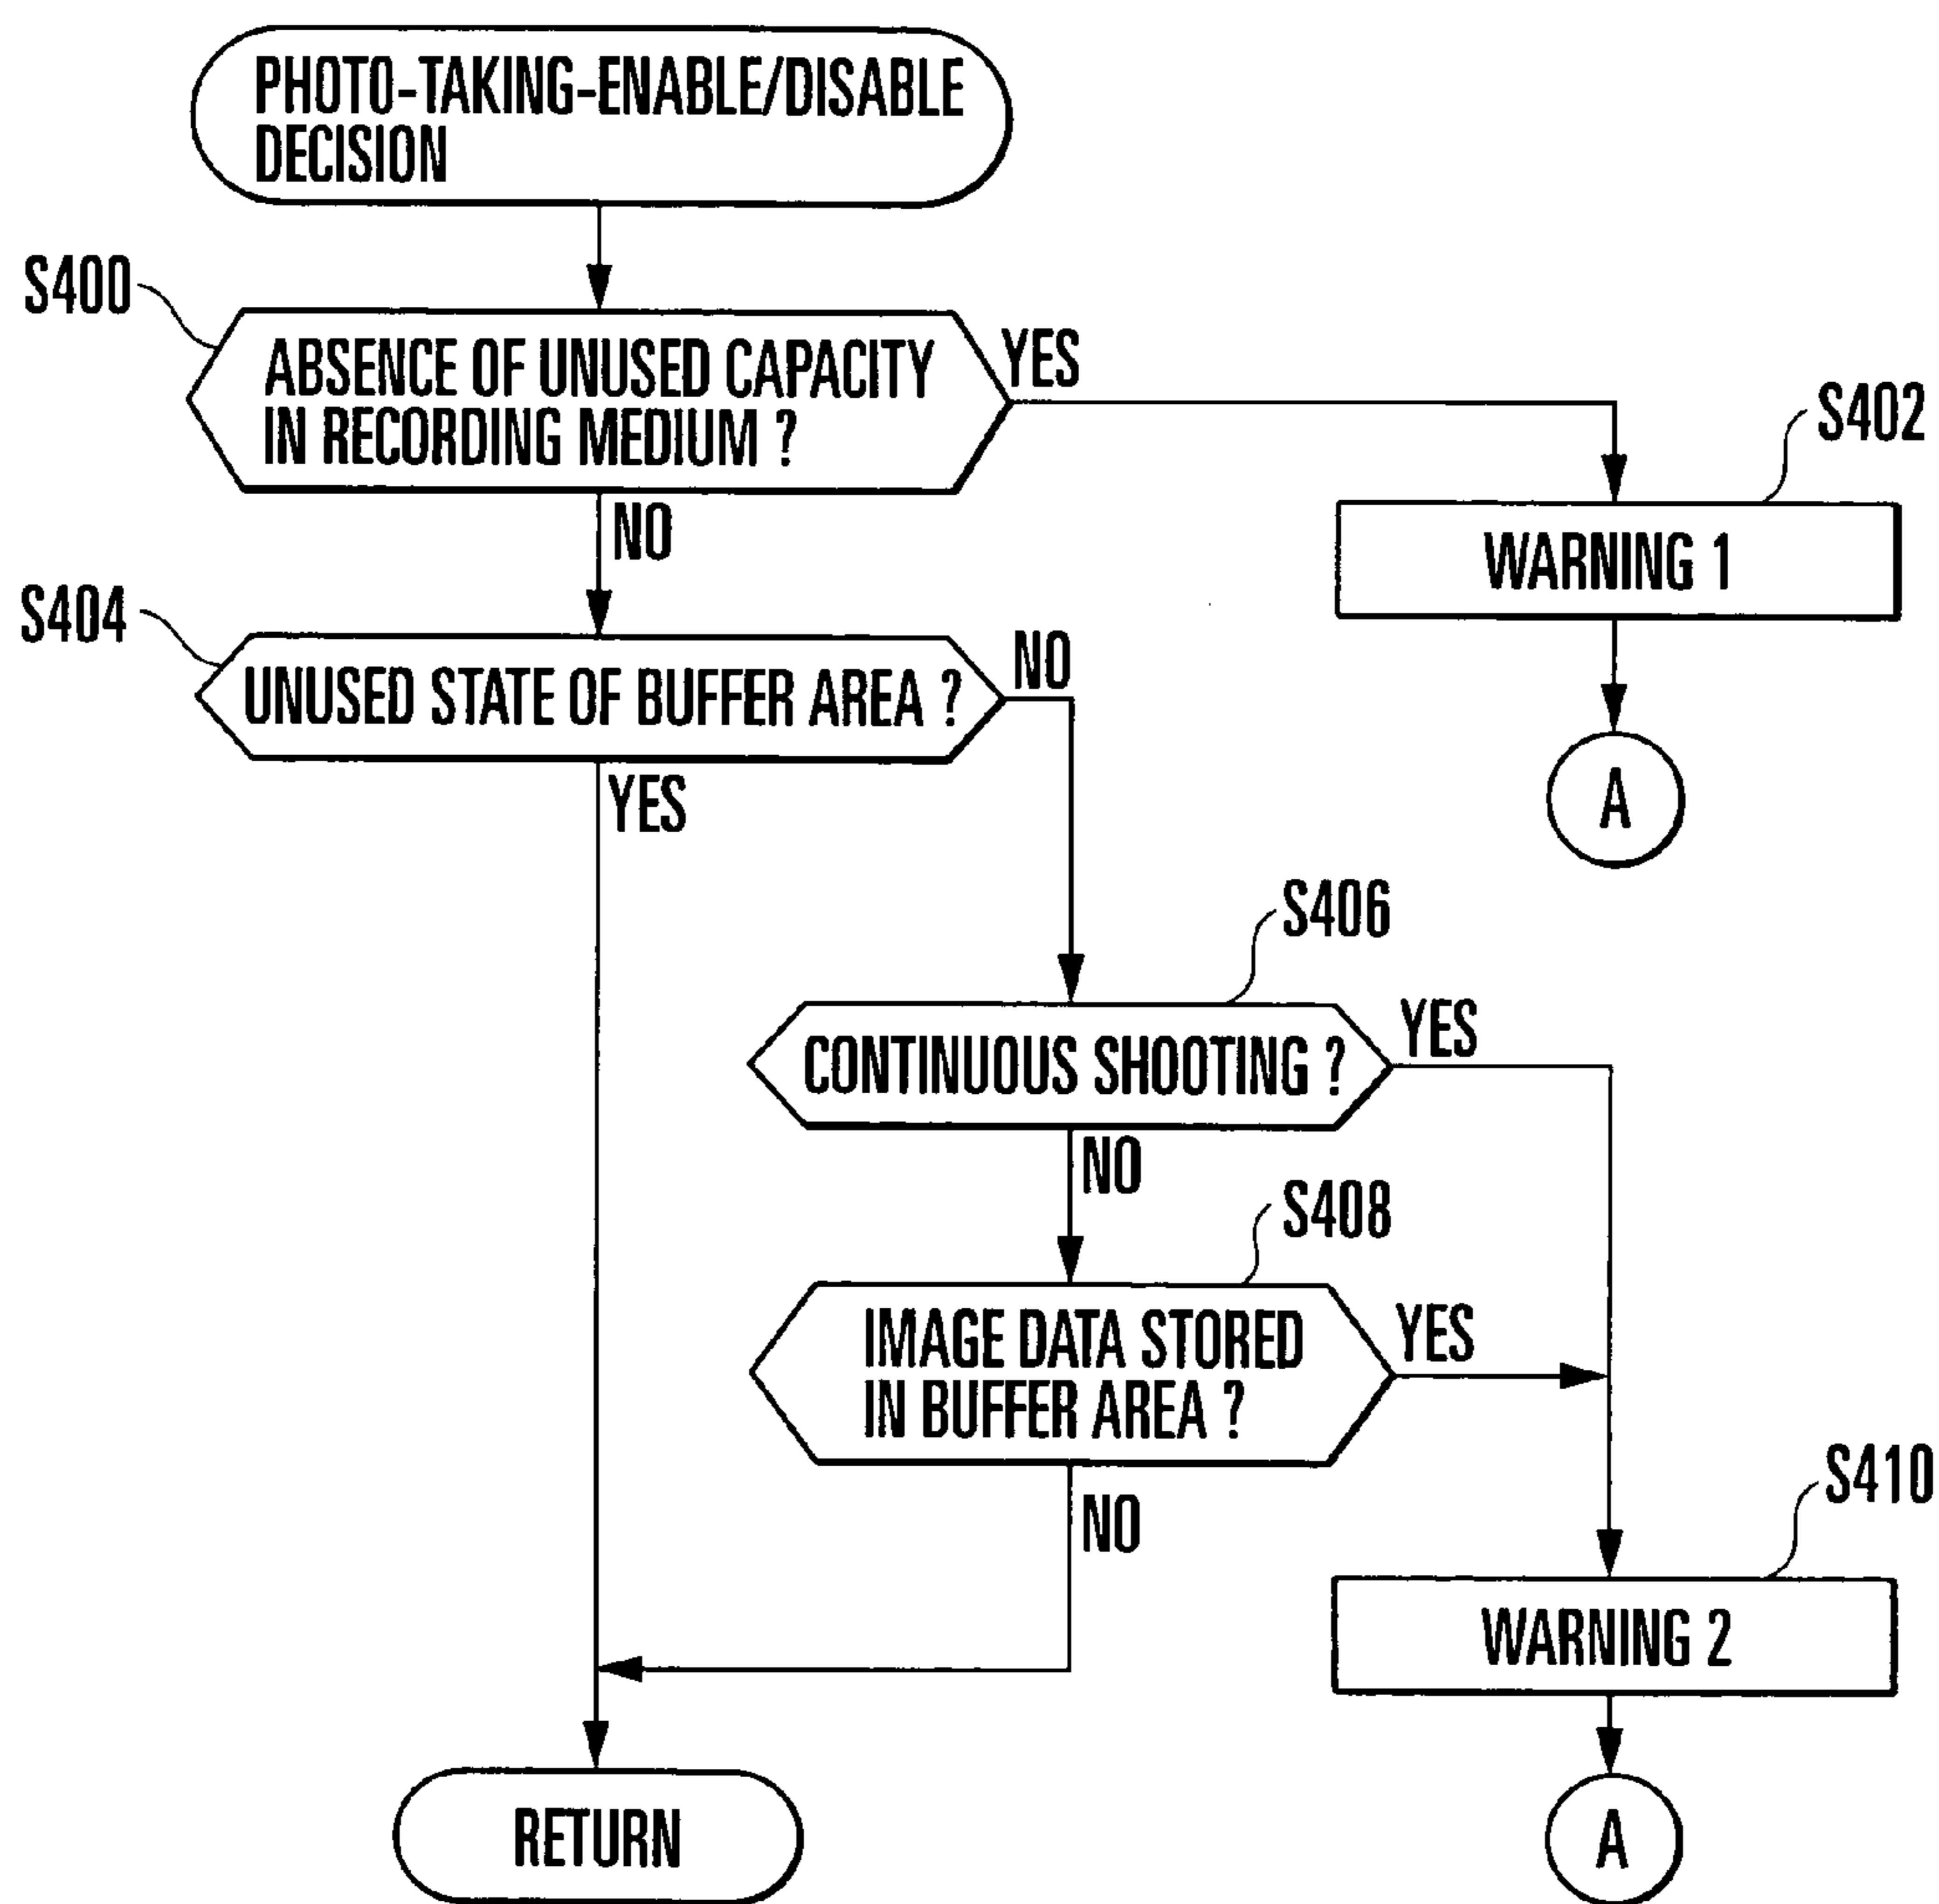 PHOTO-TAKING-ENABLE/DISABLE
DECISION
S400
ABSENCE OF UNUSED CAPACITY
IN RECORDING MEDIUM ?
YES
S402
NO
WARNING 1
S404
UNUSED STATE OF BUFFER AREA ?
NO
YES
A
S406
CONTINUOUS SHOOTING ?
YES
NO
S408
IMAGE DATA STORED
IN BUFFER AREA ?
YES
NO
S410
WARNING 2
RETURN
A